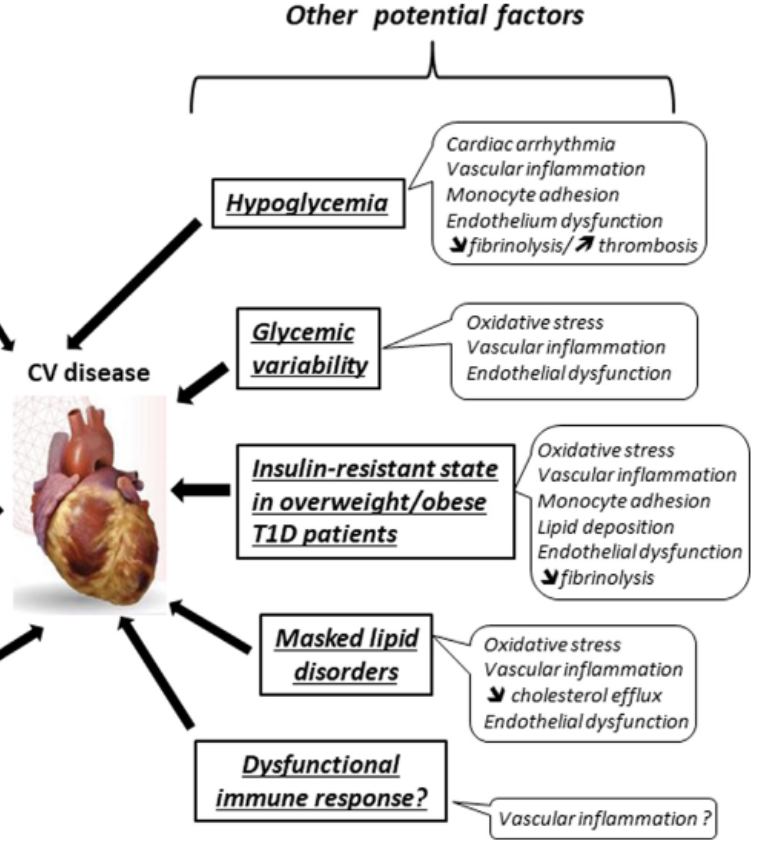 Other potential factors
Hypoglycemia
Cardiac arrhythmia
Vascular inflammation
Monocyte adhesion
Endothelium dysfunction
↘fibrinolysis/↗ thrombosis
Glycemic
variability
Oxidative stress
Vascular inflammation
Endothelial dysfunction
CV disease
Insulin-resistant state
in overweight/obese
T1D patients
Oxidative stress
Vascular inflammation
Monocyte adhesion
Lipid deposition
Endothelial dysfunction
↘fibrinolysis
Masked lipid
disorders
Oxidative stress
Vascular inflammation
↘ cholesterol efflux
Endothelial dysfunction
Dysfunctional
immune response?
Vascular inflammation ?